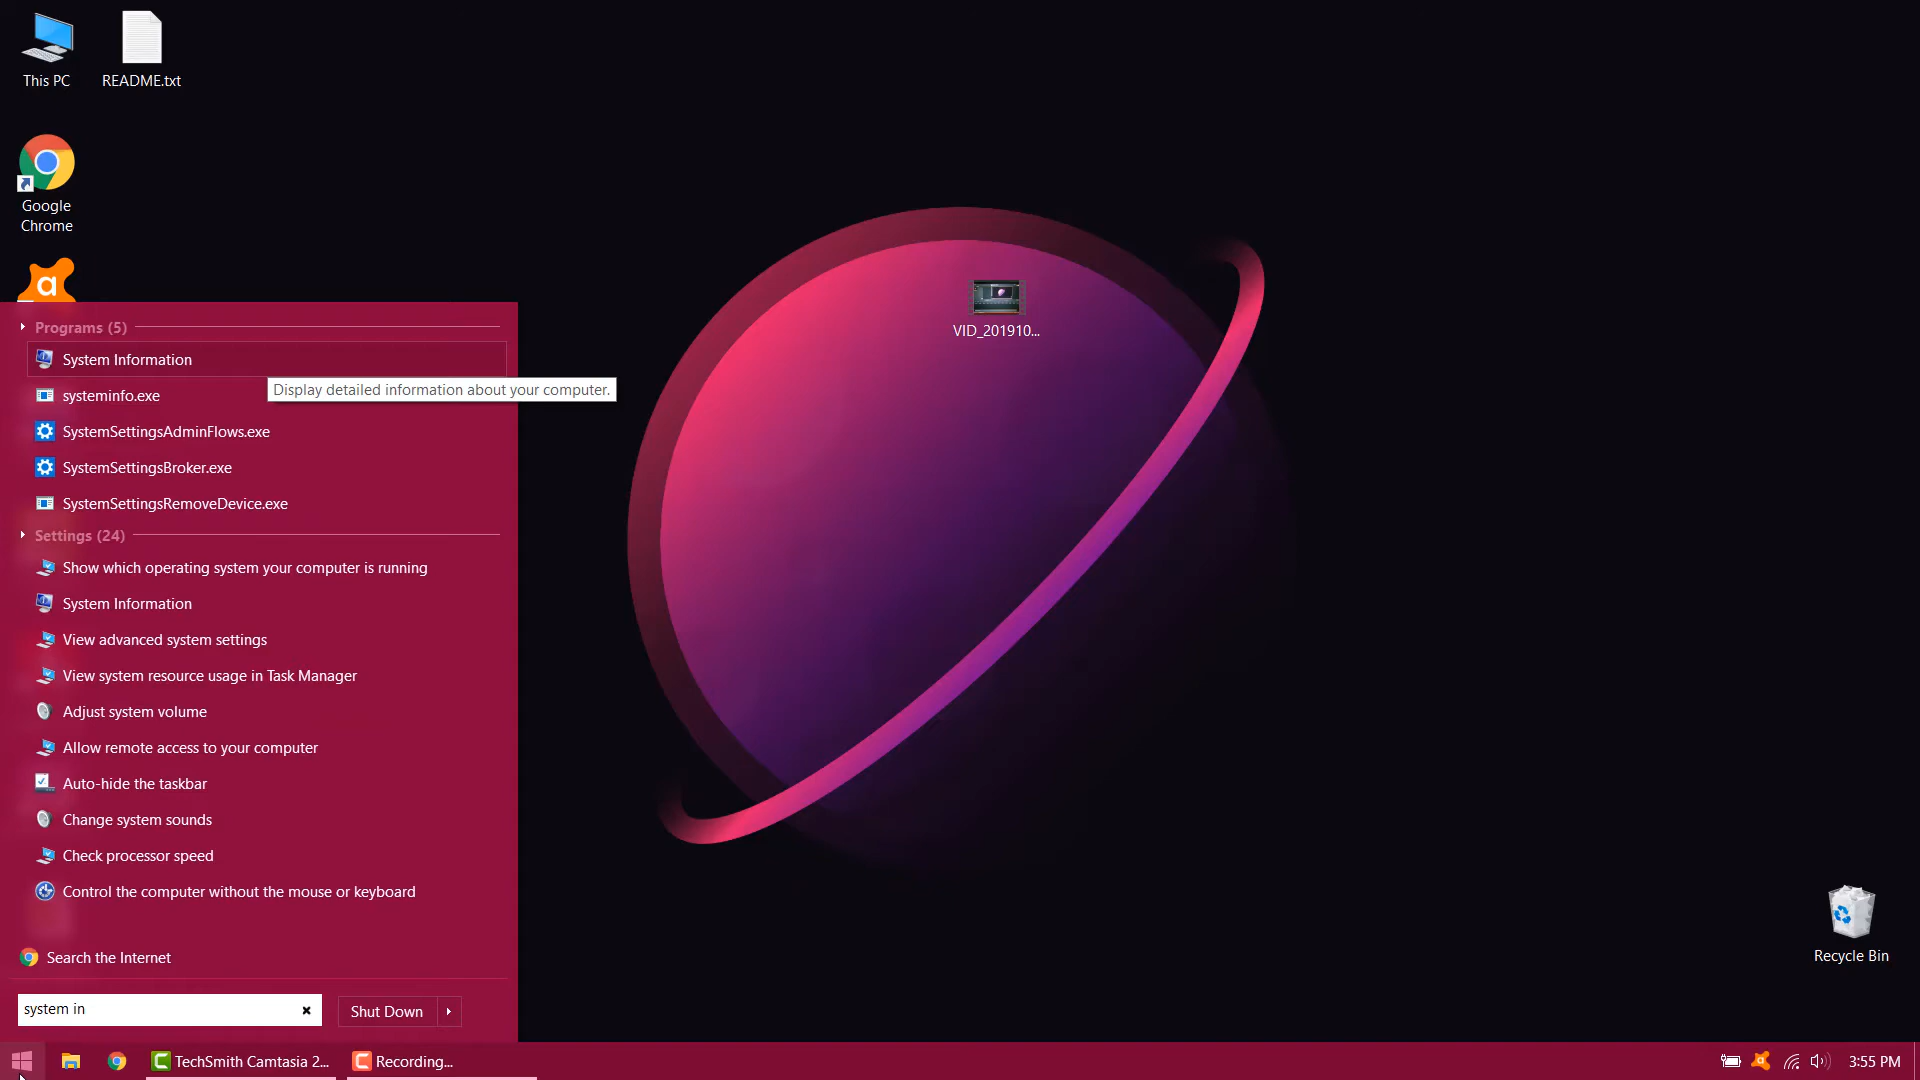 This PC
README.txt
Google
Chrome
VID_201910...
Programs (5)
System Information
Display detailed information about your computer.
systeminfo.exe
SystemSettingsAdminFlows.exe
SystemSettingsBroker.exe
SystemSettingsRemoveDevice.exe
Settings (24)
Show which operating system your computer is running
System Information
View advanced system settings
View system resource usage in Task Manager
Adjust system volume
Allow remote access to your computer
Auto-hide the taskbar
Change system sounds
Check processor speed
Control the computer without the mouse or keyboard
Search the Internet
system in
Shut Down
Recycle Bin
TechSmith Camtasia 2...
Recording...
3:55 PM